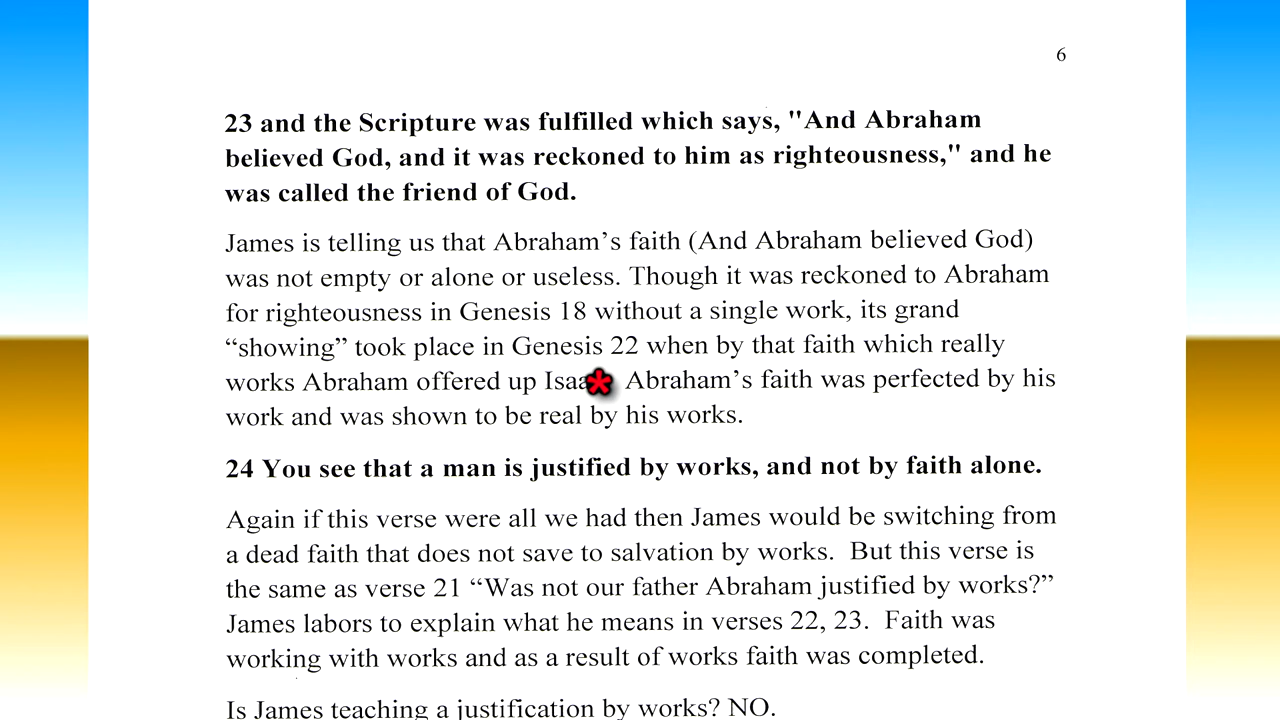 6
23 and the Scripture was fulfilled which says, "And Abraham
believed God, and it was reckoned to him as righteousness," and he
was called the friend of God.
James is telling us that Abraham’s faith (And Abraham believed God)
was not empty or alone or useless. Though it was reckoned to Abraham
for righteousness in Genesis 18 without a single work, its grand
“showing” took place in Genesis 22 when by that faith which really
works Abraham offered up Isaa* Abraham’s faith was perfected by his
work and was shown to be real by his works.
24 You see that a man is justified by works, and not by faith alone.
Again if this verse were all we had then James would be switching from
a dead faith that does not save to salvation by works. But this verse is
the same as verse 21 “Was not our father Abraham justified by works?”
James labors to explain what he means in verses 22, 23. Faith was
working with works and as a result of works faith was completed.
Is James teaching a justification by works? NO.